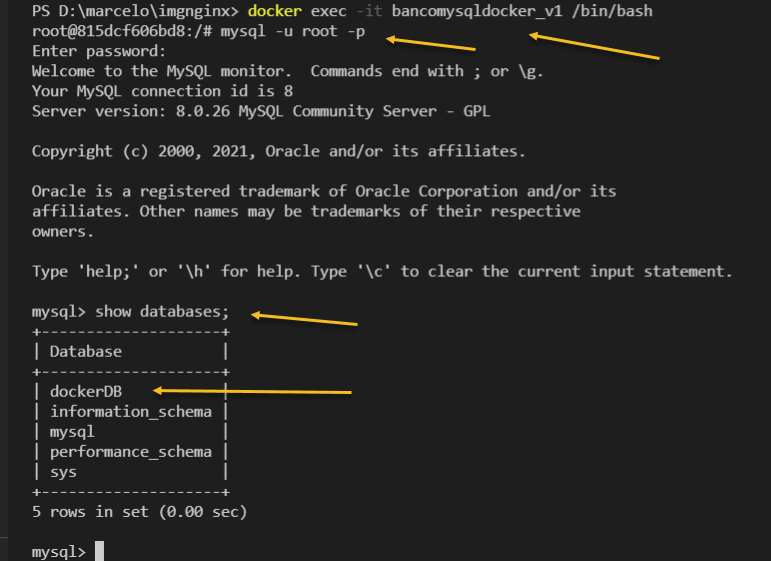 PS D:\marcelo\imgnginx> docker exec -it bancomysqldocker_v1 /bin/bash
root@815dcf606bd8:/# mysql -u root -p
Enter password:
Welcome to the MySQL monitor.  Commands end with ; or \g.
Your MySQL connection id is 8
Server version: 8.0.26 MySQL Community Server - GPL
Copyright (c) 2000, 2021, Oracle and/or its affiliates.
Oracle is a registered trademark of Oracle Corporation and/or its
affiliates. Other names may be trademarks of their respective
owners.
Type 'help;' or '\h' for help. Type '\c' to clear the current input statement.
mysql> show databases;
+--------------------+
| Database           |
+--------------------+
| dockerDB           |
| information_schema |
| mysql              |
| performance_schema |
| sys                |
+--------------------+
5 rows in set (0.00 sec)
mysql>